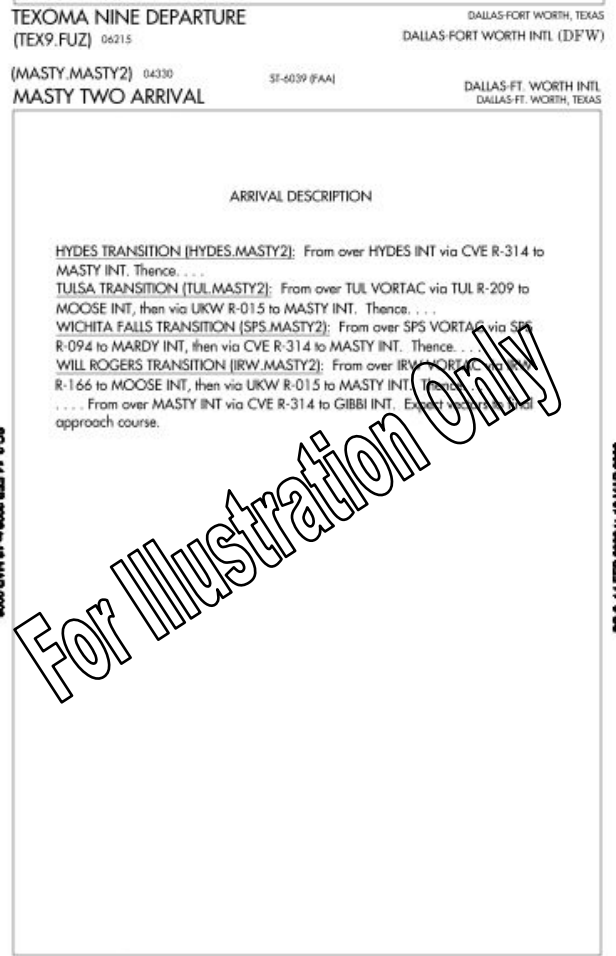 TEXOMA NINE DEPARTURE
(TEX9.FUZ) 06215
DALLAS-FORT WORTH, TEXAS
DALLAS-FORT WORTH INTL (DFW)
(MASTY.MASTY2) 04330
MASTY TWO ARRIVAL
ST-6039 (FAA)
DALLAS-FT. WORTH INTL
DALLAS-FT. WORTH, TEXAS
ARRIVAL DESCRIPTION
HYDES TRANSITION (HYDES.MASTY2): From over HYDES INT via CVE R-314 to
MASTY INT. Thence. . . .
TULSA TRANSITION (TUL.MASTY2): From over TUL VORTAC via TUL R-209 to
MOOSE INT, then via UKW R-015 to MASTY INT. Thence. . . .
WICHITA FALLS TRANSITION (SPS.MASTY2): From over SPS VORTAC via SPS
R-094 to MARDY INT, then via CVE R-314 to MASTY INT. Thence. . . .
WILL ROGERS TRANSITION (IRW.MASTY2): From over IRW VORTAC via IRW
R-166 to MOOSE INT, then via UKW R-015 to MASTY INT. Thence. . . .
. . . . From over MASTY INT via CVE R-314 to GIBBI INT. Expect vectors to final
approach course.
For Illustration Only